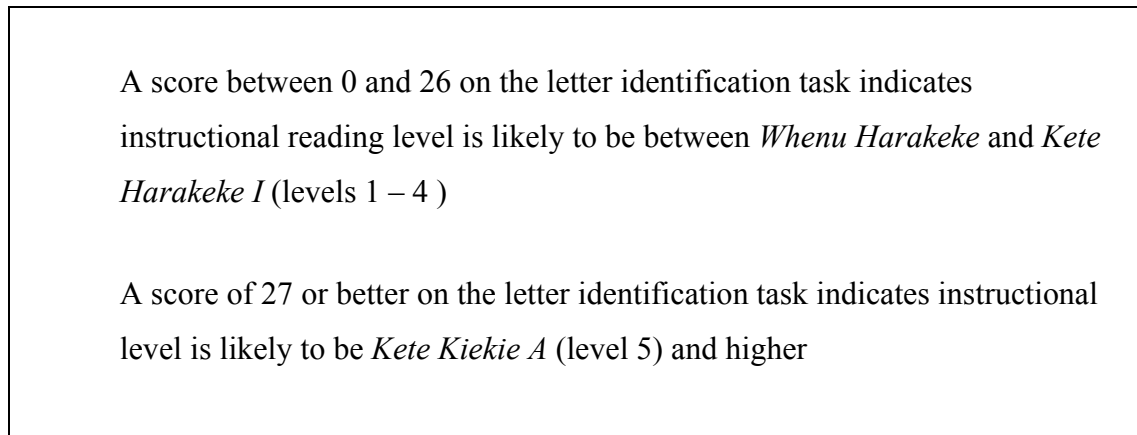 A score between 0 and 26 on the letter identification task indicates
instructional reading level is likely to be between Whenu Harakeke and Kete
Harakeke I (levels 1 – 4 )
A score of 27 or better on the letter identification task indicates instructional
level is likely to be Kete Kiekie A (level 5) and higher